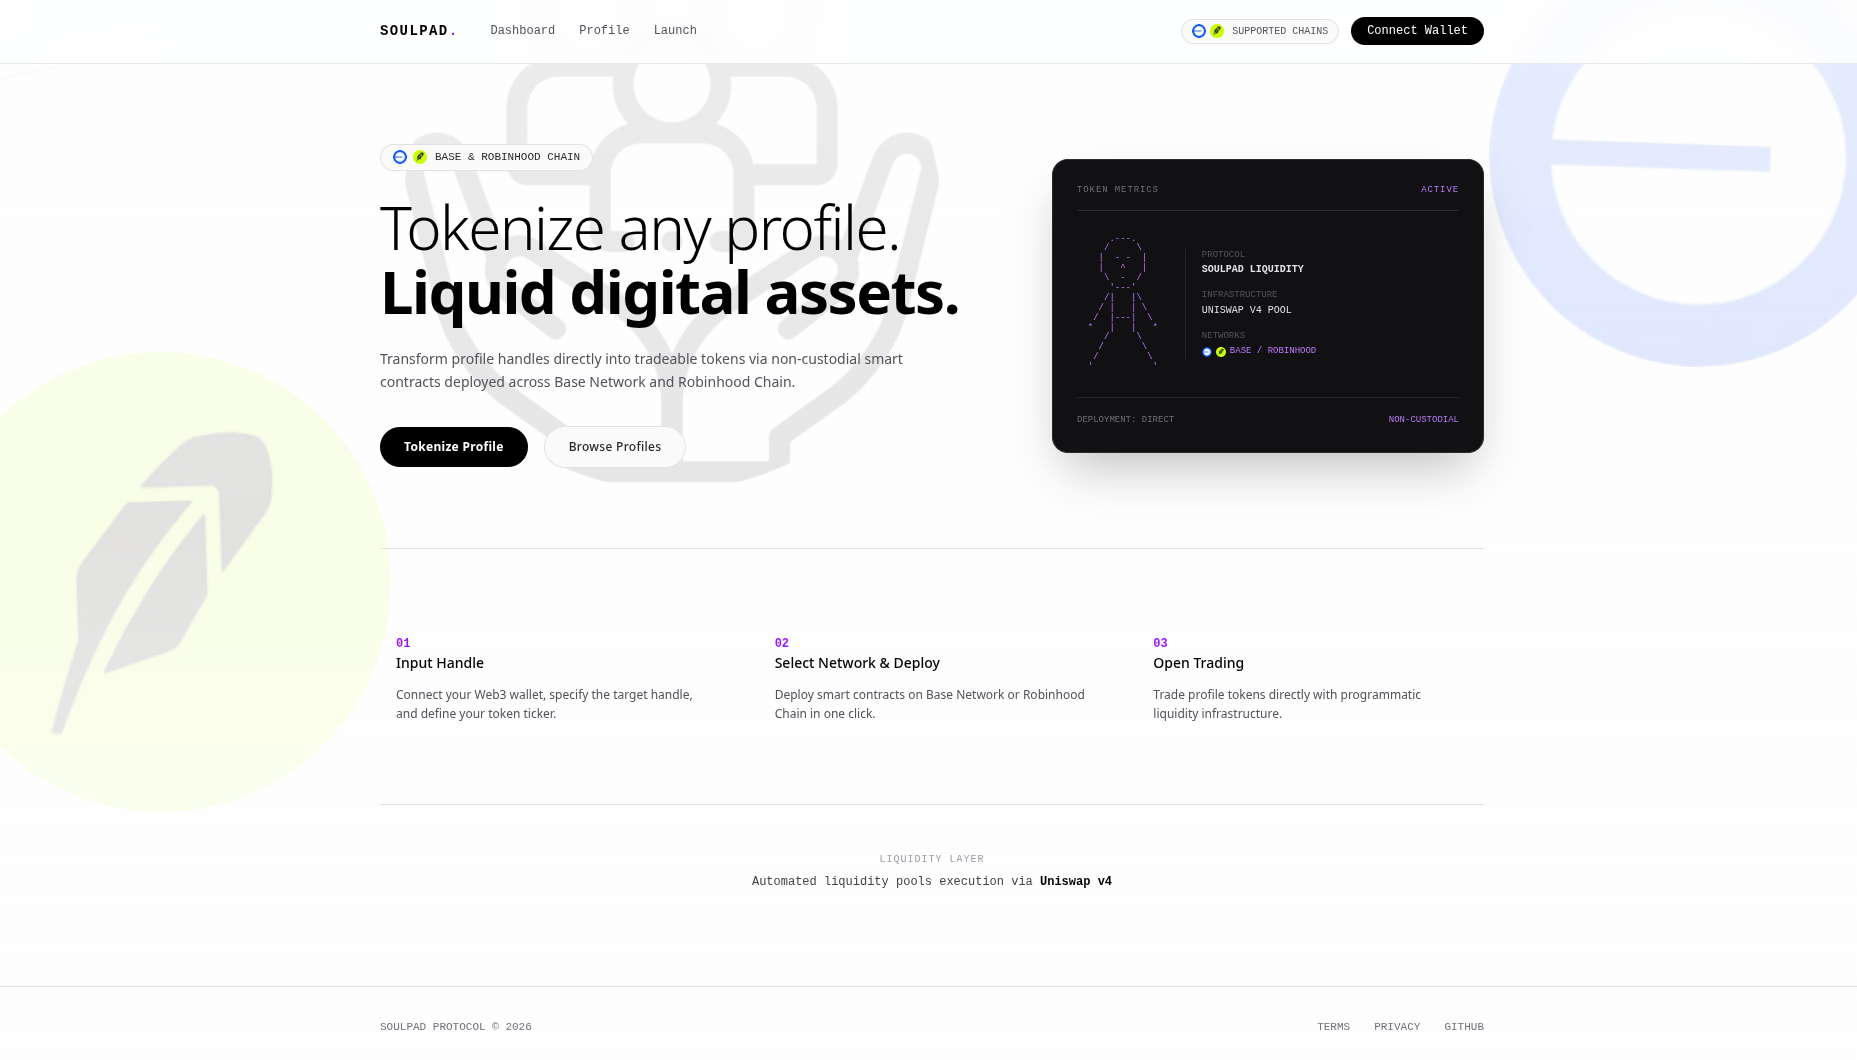 SOULPAD.
Dashboard
Profile
Launch
SUPPORTED CHAINS
Connect Wallet
BASE & ROBINHOOD CHAIN
Tokenize any profile.
Liquid digital assets.
Transform profile handles directly into tradeable tokens via non-custodial smart
contracts deployed across Base Network and Robinhood Chain.
Tokenize Profile
Browse Profiles
TOKEN METRICS
ACTIVE
PROTOCOL
SOULPAD LIQUIDITY
INFRASTRUCTURE
UNISWAP V4 POOL
NETWORKS
BASE / ROBINHOOD
DEPLOYMENT: DIRECT
NON-CUSTODIAL
01
Input Handle
Connect your Web3 wallet, specify the target handle,
and define your token ticker.
02
Select Network & Deploy
Deploy smart contracts on Base Network or Robinhood
Chain in one click.
03
Open Trading
Trade profile tokens directly with programmatic
liquidity infrastructure.
LIQUIDITY LAYER
Automated liquidity pools execution via Uniswap v4
SOULPAD PROTOCOL © 2026
TERMS
PRIVACY
GITHUB